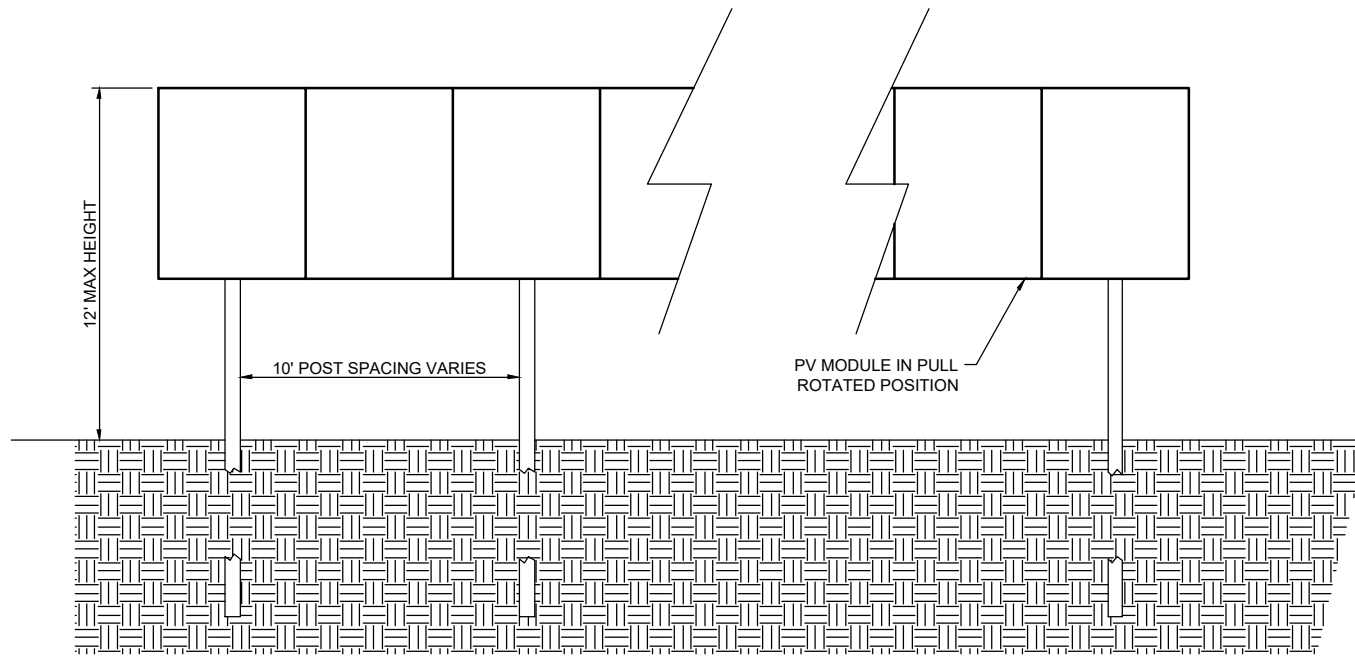 12' MAX HEIGHT
10' POST SPACING VARIES
PV MODULE IN PULL
ROTATED POSITION